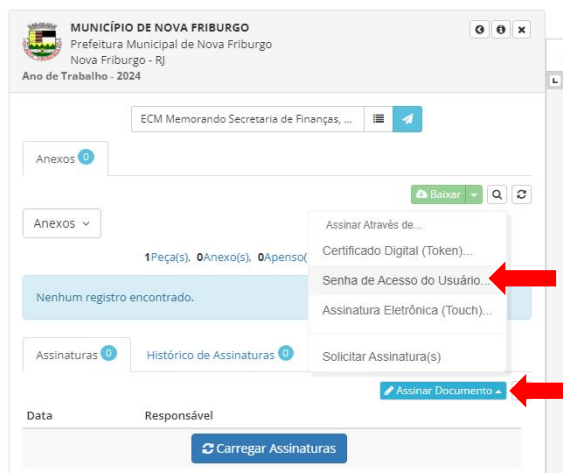 MUNICÍPIO DE NOVA FRIBURGO
Prefeitura Municipal de Nova Friburgo
Nova Friburgo - RJ
Ano de Trabalho - 2024
ECM Memorando Secretaria de Finanças, ...
Anexos 0
Baixar
Anexos
1Peça(s), 0Anexo(s), 0Apenso(
Nenhum registro encontrado.
Assinar Através de...
Certificado Digital (Token)...
Senha de Acesso do Usuário...
Assinatura Eletrônica (Touch)...
Solicitar Assinatura(s)
Assinaturas 0 Histórico de Assinaturas 0
Assinar Documento
Data Responsável
Carregar Assinaturas